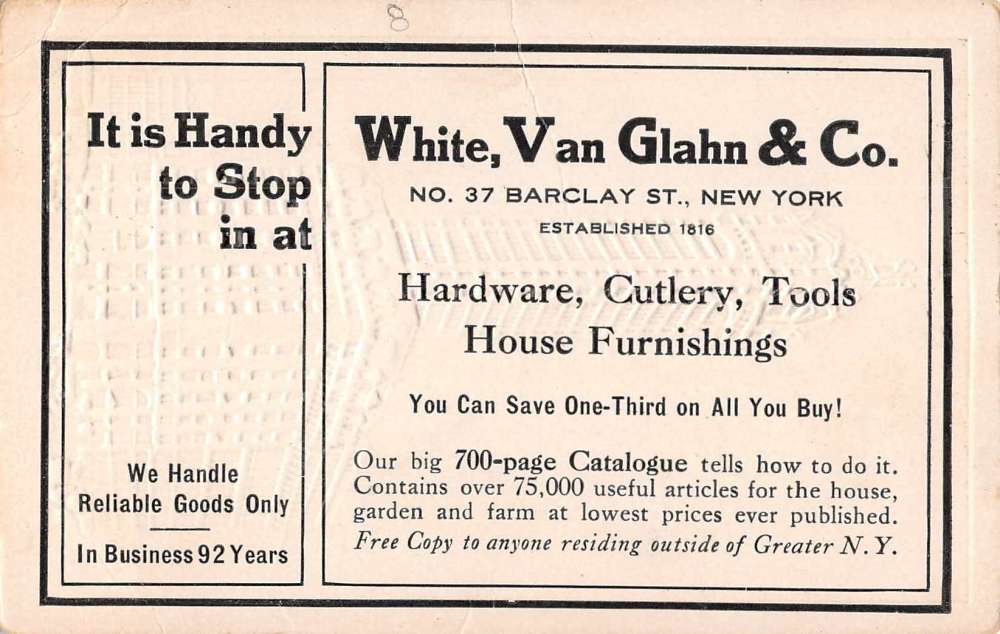 8
It is Handy
to Stop
in at
We Handle
Reliable Goods Only
In Business 92 Years
White, Van Glahn & Co.
NO. 37 BARCLAY ST., NEW YORK
ESTABLISHED 1816
Hardware, Cutlery, Tools
House Furnishings
You Can Save One-Third on All You Buy!
Our big 700-page Catalogue tells how to do it.
Contains over 75,000 useful articles for the house,
garden and farm at lowest prices ever published.
Free Copy to anyone residing outside of Greater N. Y.